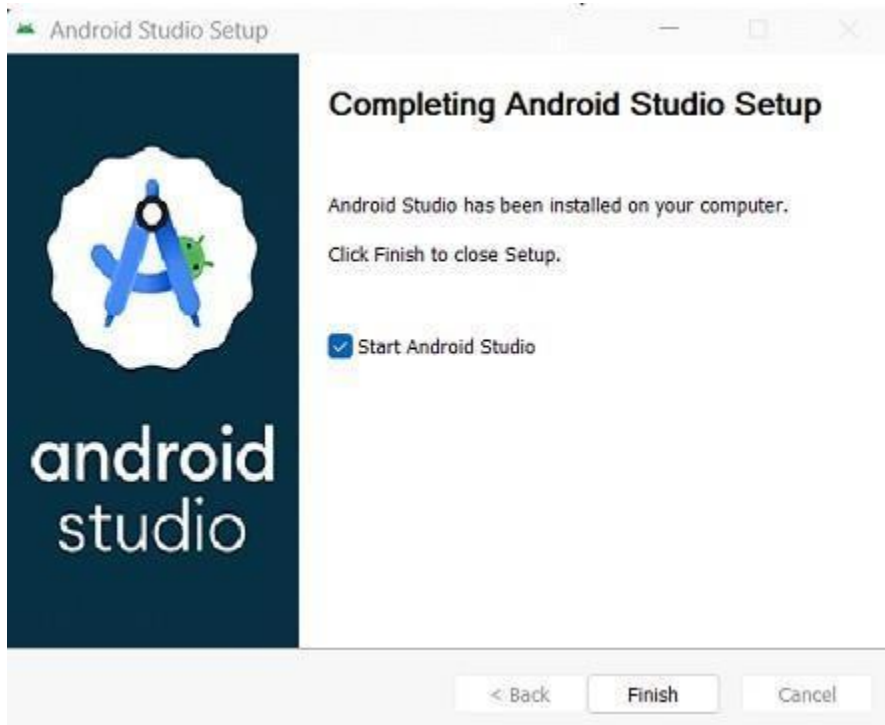 Android Studio Setup
Completing Android Studio Setup
Android Studio has been installed on your computer.
Click Finish to close Setup.
Start Android Studio
android
studio
< Back
Finish
Cancel